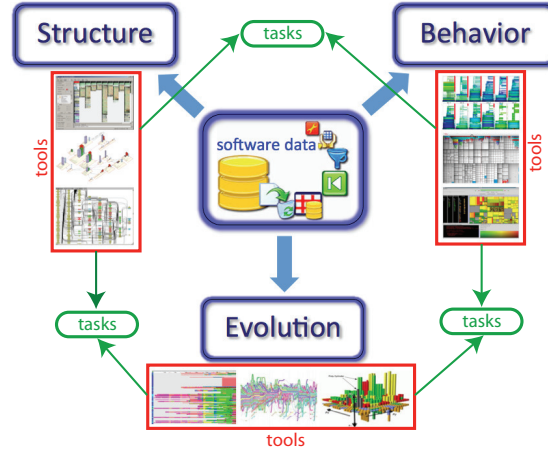 Structure
tasks
Behavior
tools
software data
tools
tasks
Evolution
tasks
tools